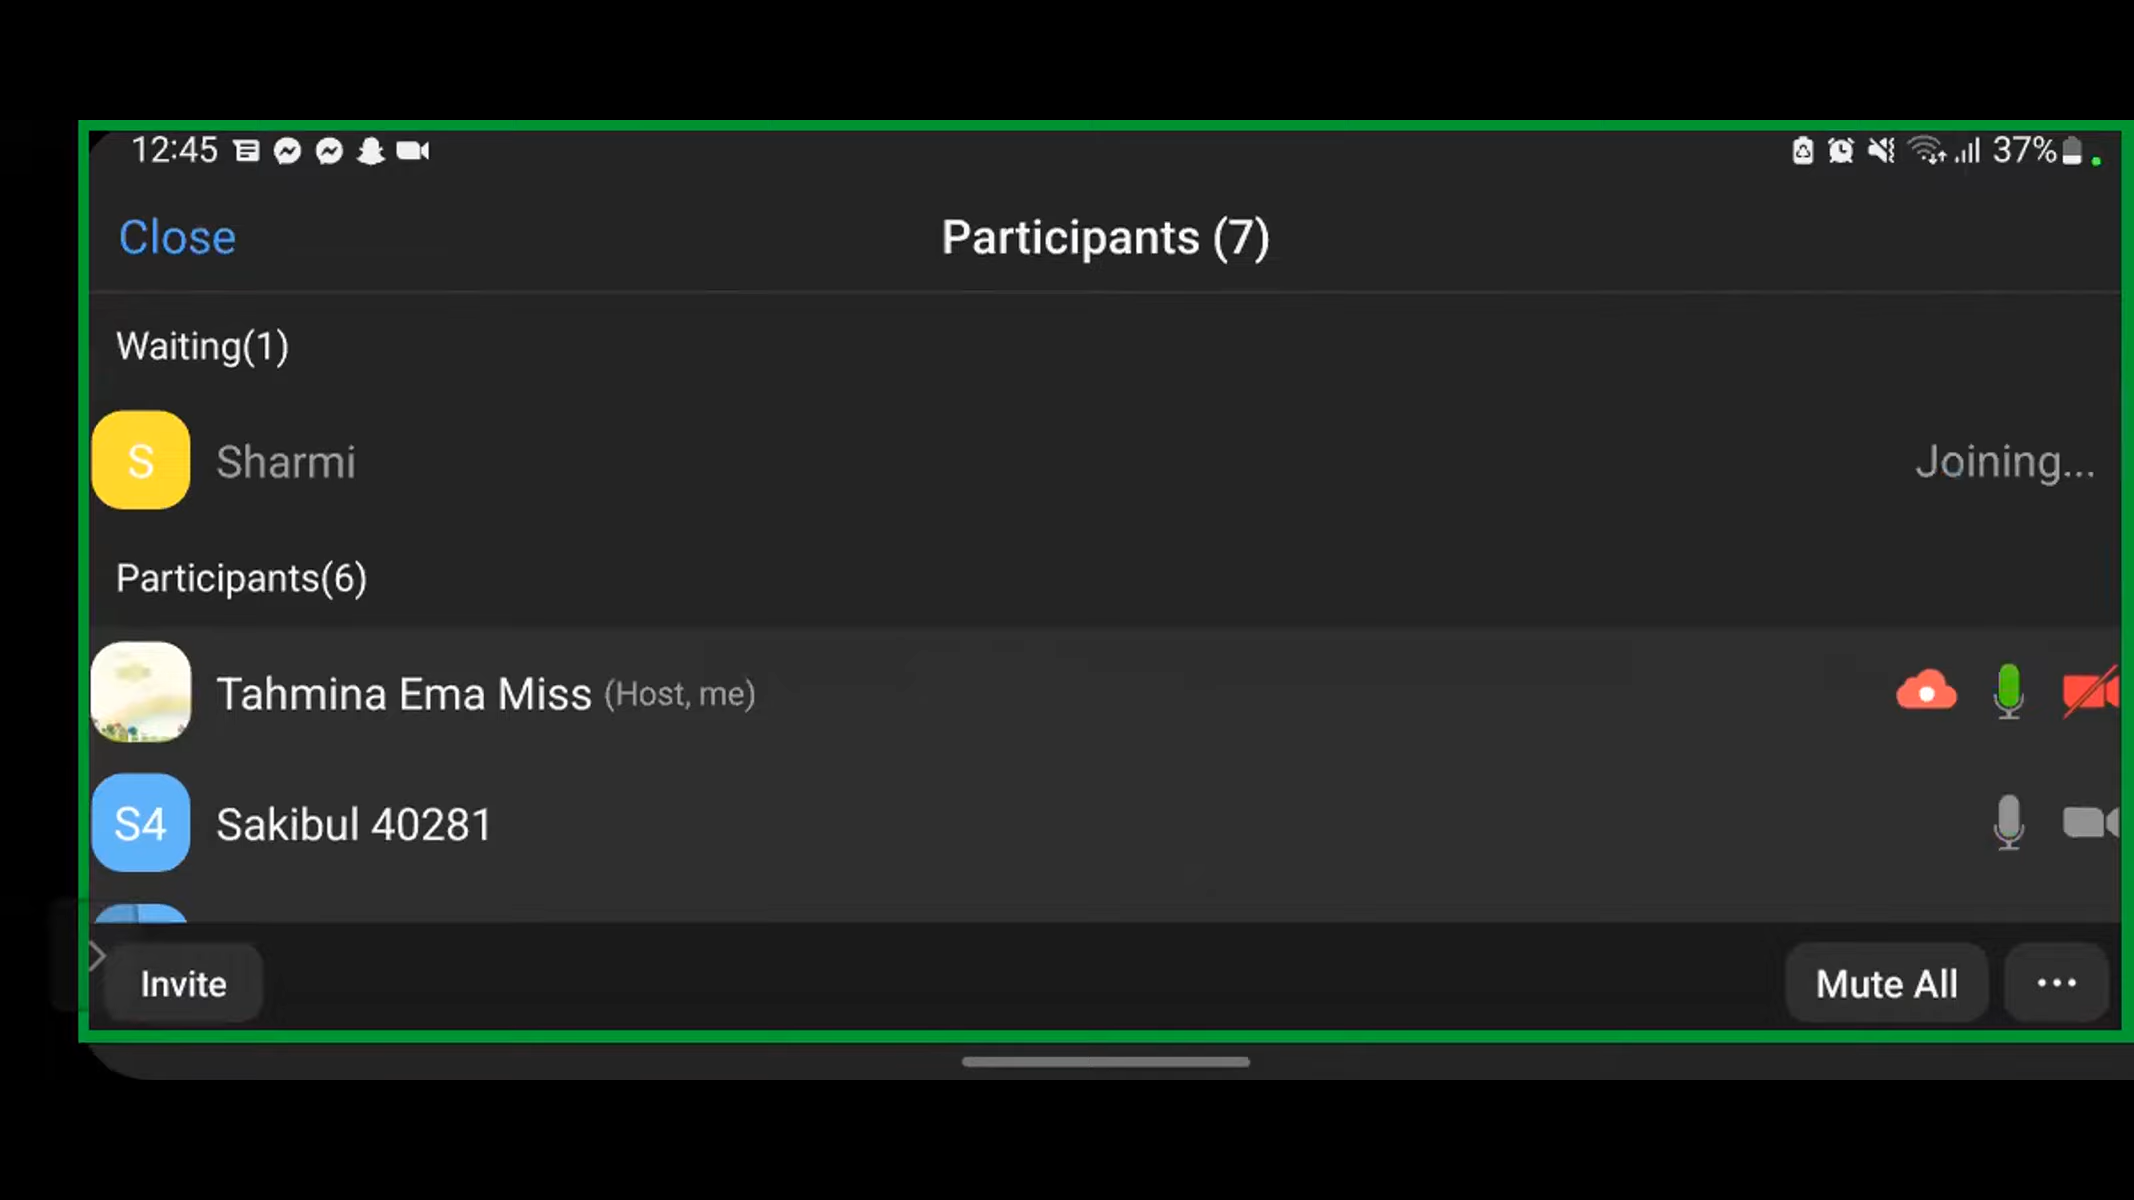 12:45 37%
Close Participants (7)
Waiting(1)
S Sharmi Joining...
Participants(6)
Tahmina Ema Miss (Host, me)
S4 Sakibul 40281
Invite Mute All ...